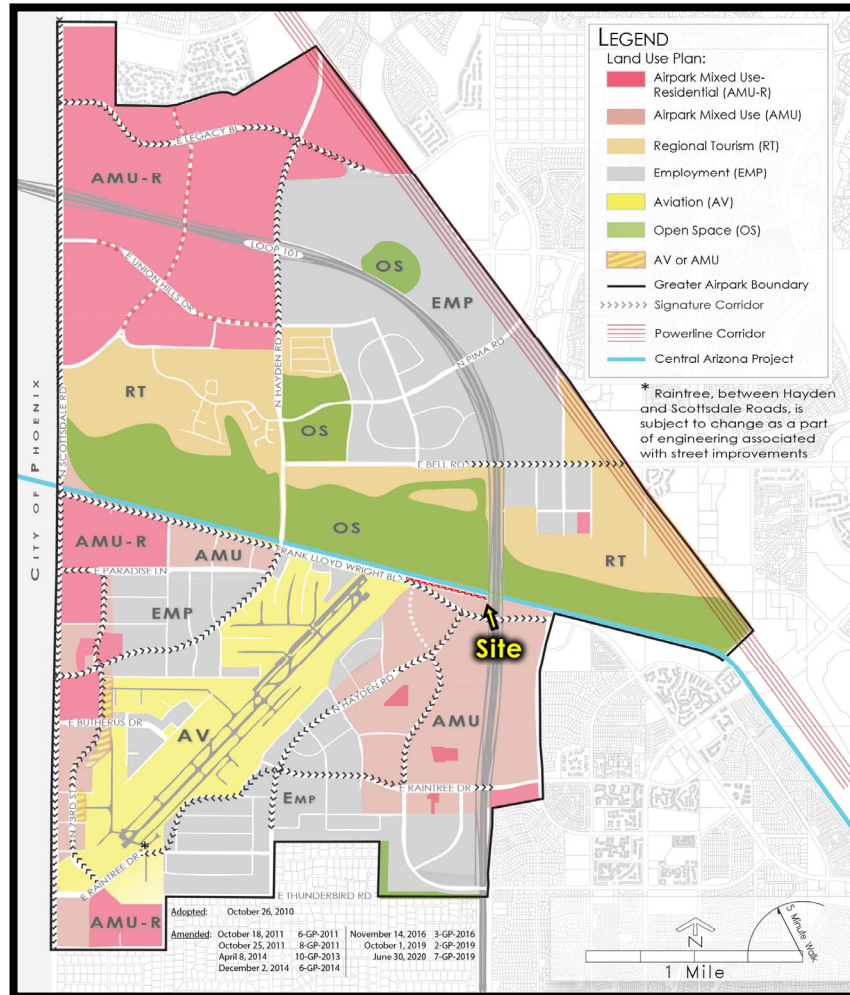 LEGEND
Land Use Plan:
Airpark Mixed Use-
Residential (AMU-R)
Airpark Mixed Use (AMU)
Regional Tourism (RT)
Employment (EMP)
Aviation (AV)
Open Space (OS)
AV or AMU
Greater Airpark Boundary
Signature Corridor
Powerline Corridor
Central Arizona Project
* Raintree, between Hayden
and Scottsdale Roads, is
subject to change as a part
of engineering associated
with street improvements
E LEGACY BL
AMU-R
LOOP 101
OS
EMP
E UNION HILLS DR
N PIMA RD
N HAYDEN RD
RT
OS
CITY OF PHOENIX
N SCOTTSDALE RD
E BELL RD
OS
RT
AMU-R
AMU
FRANK LLOYD WRIGHT BL
E PARADISE LN
EMP
Site
N HAYDEN RD
AMU
E BUTHERUS DR
AV
E RAINTREE DR
EMP
N 73RD ST
*
E RAINTREE DR
E THUNDERBIRD RD
AMU-R
Adopted: October 26, 2010
Amended: October 18, 2011 6-GP-2011 November 14, 2016 3-GP-2016
October 25, 2011 8-GP-2011 October 1, 2019 2-GP-2019
April 8, 2014 10-GP-2013 June 30, 2020 7-GP-2019
December 2, 2014 6-GP-2014
N
1 Mile
5 Minute Walk